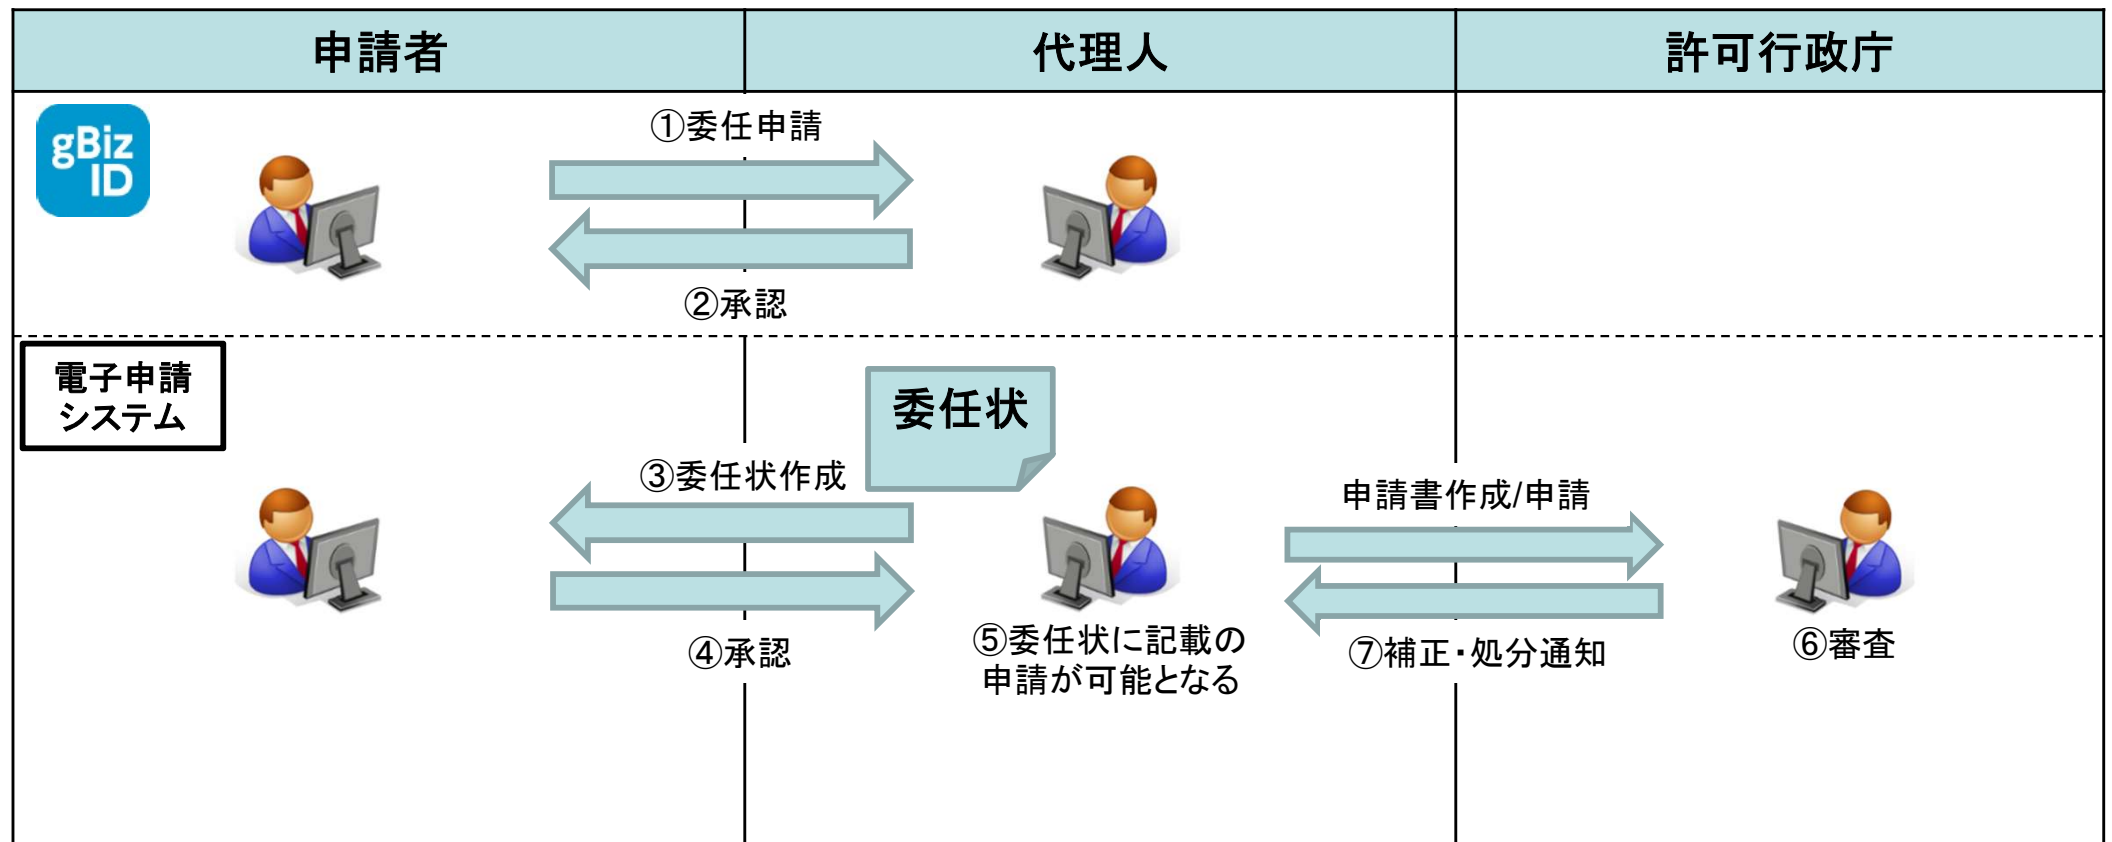 申請者
代理人
許可行政庁
gBiz
ID
①委任申請
②承認
電子申請
システム
委任状
③委任状作成
④承認
⑤委任状に記載の
申請が可能となる
申請書作成/申請
⑦補正・処分通知
⑥審査